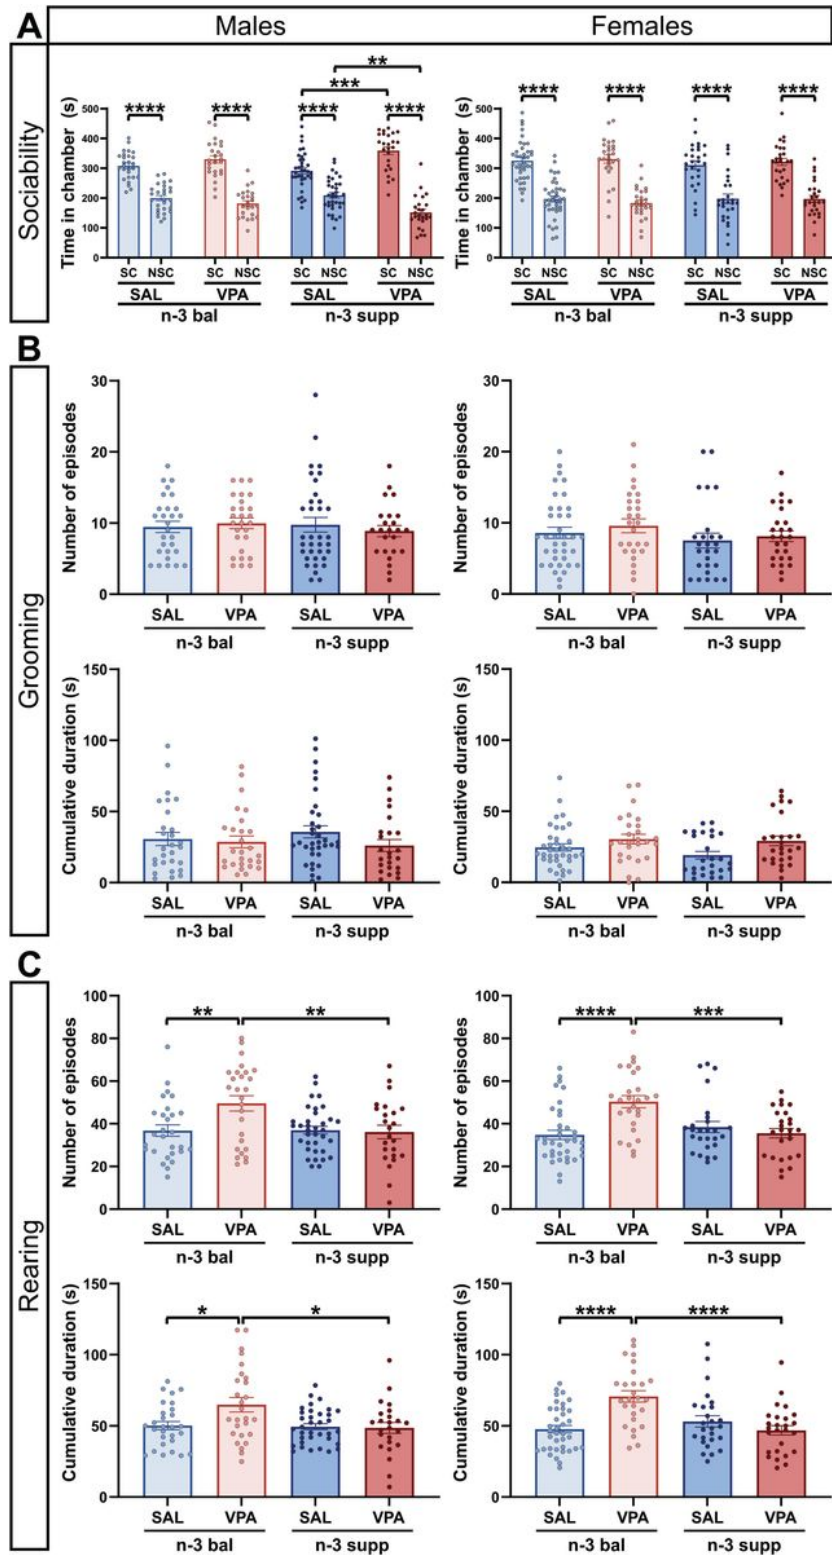 A
Males Females
Sociability
** 
***
**** **** **** **** **** **** **** ****
Time in chamber (s) Time in chamber (s)
500 500
400 400
300 300
200 200
100 100
0 0
SC NSC SC NSC SC NSC SC NSC SC NSC SC NSC SC NSC SC NSC
SAL VPA SAL VPA SAL VPA SAL VPA
n-3 bal n-3 supp n-3 bal n-3 supp
B
Grooming
Number of episodes Number of episodes
30 30
20 20
10 10
0 0
SAL VPA SAL VPA SAL VPA SAL VPA
n-3 bal n-3 supp n-3 bal n-3 supp
Cumulative duration (s) Cumulative duration (s)
150 150
100 100
50 50
0 0
SAL VPA SAL VPA SAL VPA SAL VPA
n-3 bal n-3 supp n-3 bal n-3 supp
C
Rearing
Number of episodes Number of episodes
** ** **** ***
100 100
80 80
60 60
40 40
20 20
0 0
SAL VPA SAL VPA SAL VPA SAL VPA
n-3 bal n-3 supp n-3 bal n-3 supp
Cumulative duration (s) Cumulative duration (s)
* * **** ****
150 150
100 100
50 50
0 0
SAL VPA SAL VPA SAL VPA SAL VPA
n-3 bal n-3 supp n-3 bal n-3 supp